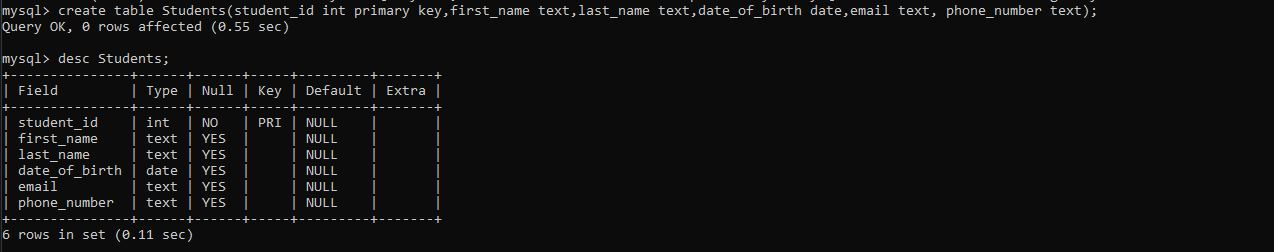 mysql> create table Students(student_id int primary key,first_name text,last_name text,date_of_birth date,email text, phone_number text);
Query OK, 0 rows affected (0.55 sec)
mysql> desc Students;
+---------------+------+------+-----+---------+-------+
| Field         | Type | Null | Key | Default | Extra |
+---------------+------+------+-----+---------+-------+
| student_id    | int  | NO   | PRI | NULL    |       |
| first_name    | text | YES  |     | NULL    |       |
| last_name     | text | YES  |     | NULL    |       |
| date_of_birth | date | YES  |     | NULL    |       |
| email         | text | YES  |     | NULL    |       |
| phone_number  | text | YES  |     | NULL    |       |
+---------------+------+------+-----+---------+-------+
6 rows in set (0.11 sec)